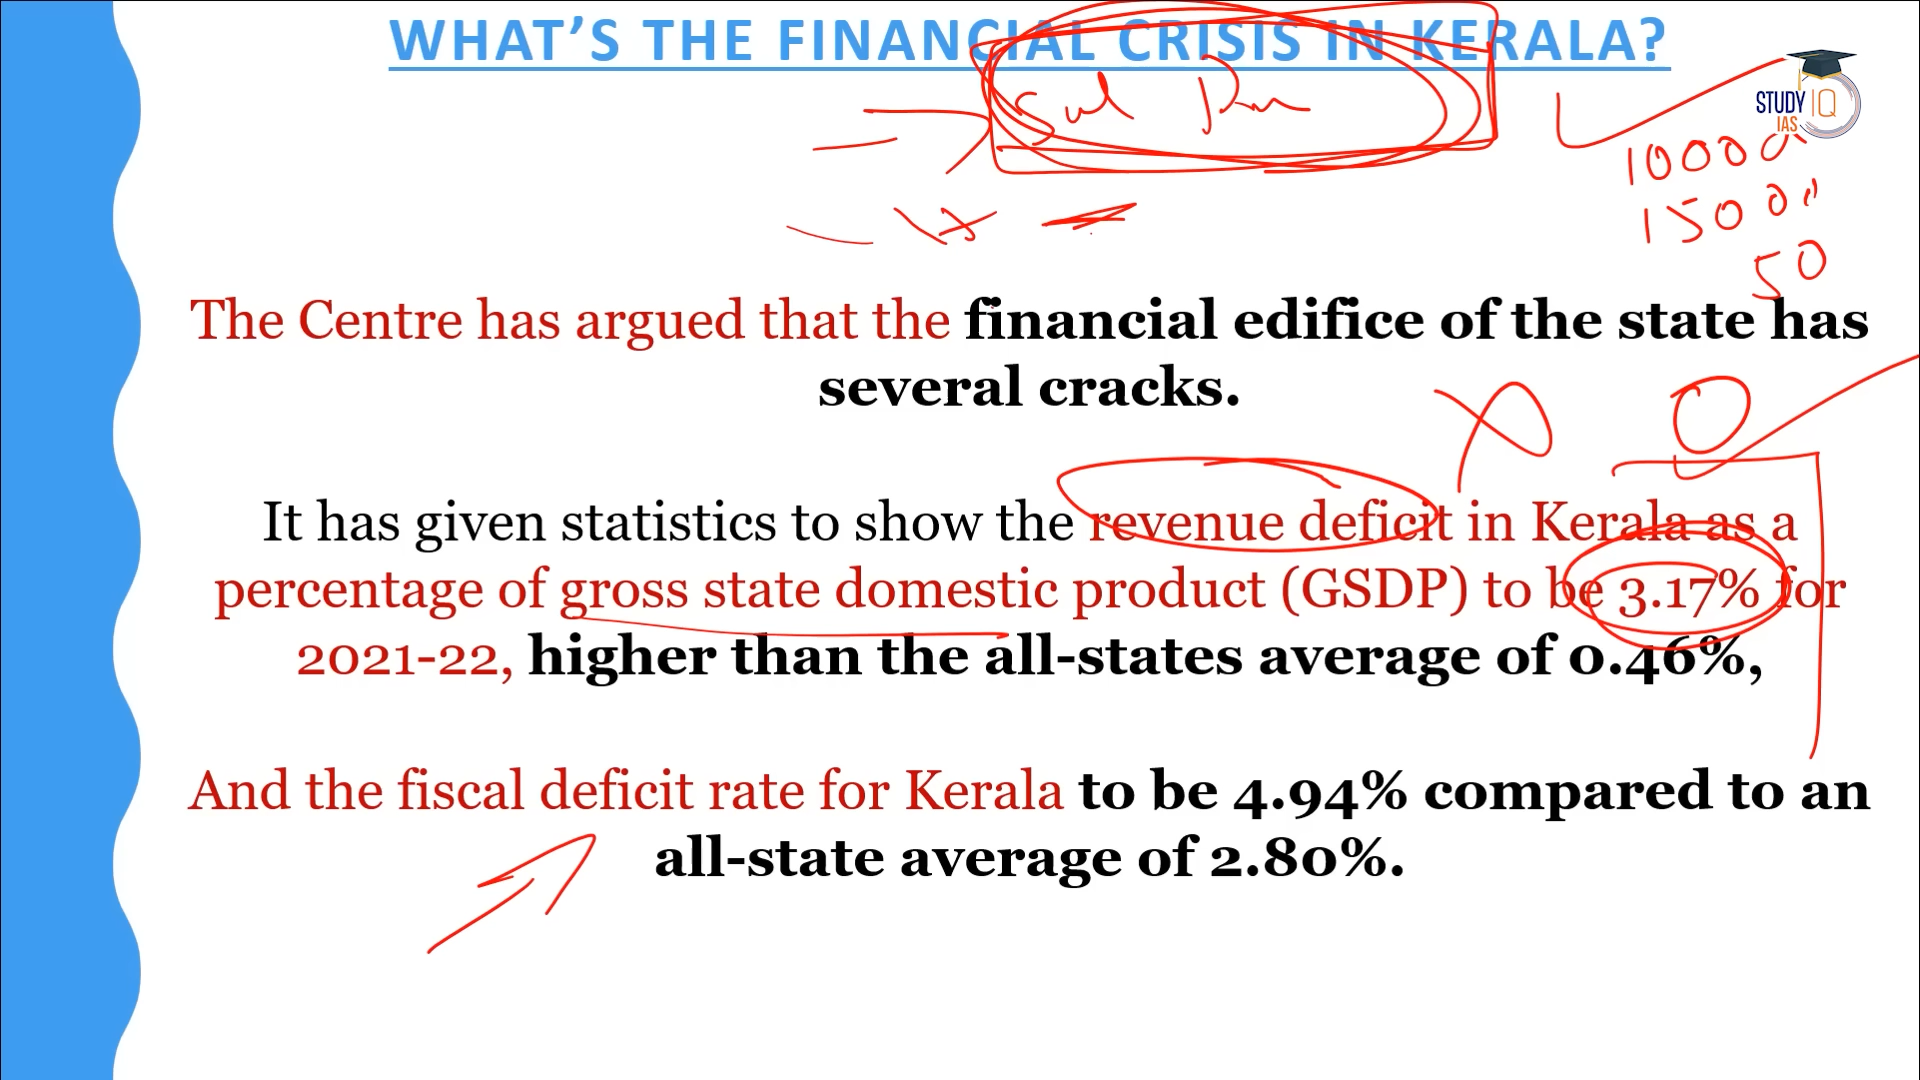 WHAT'S THE FINANCIAL CRISIS IN KERALA?
STUDY IQ
IAS
10000
15000
50
The Centre has argued that the financial edifice of the state has
several cracks.
It has given statistics to show the revenue deficit in Kerala as a
percentage of gross state domestic product (GSDP) to be 3.17% for
2021-22, higher than the all-states average of 0.46%,
And the fiscal deficit rate for Kerala to be 4.94% compared to an
all-state average of 2.80%.